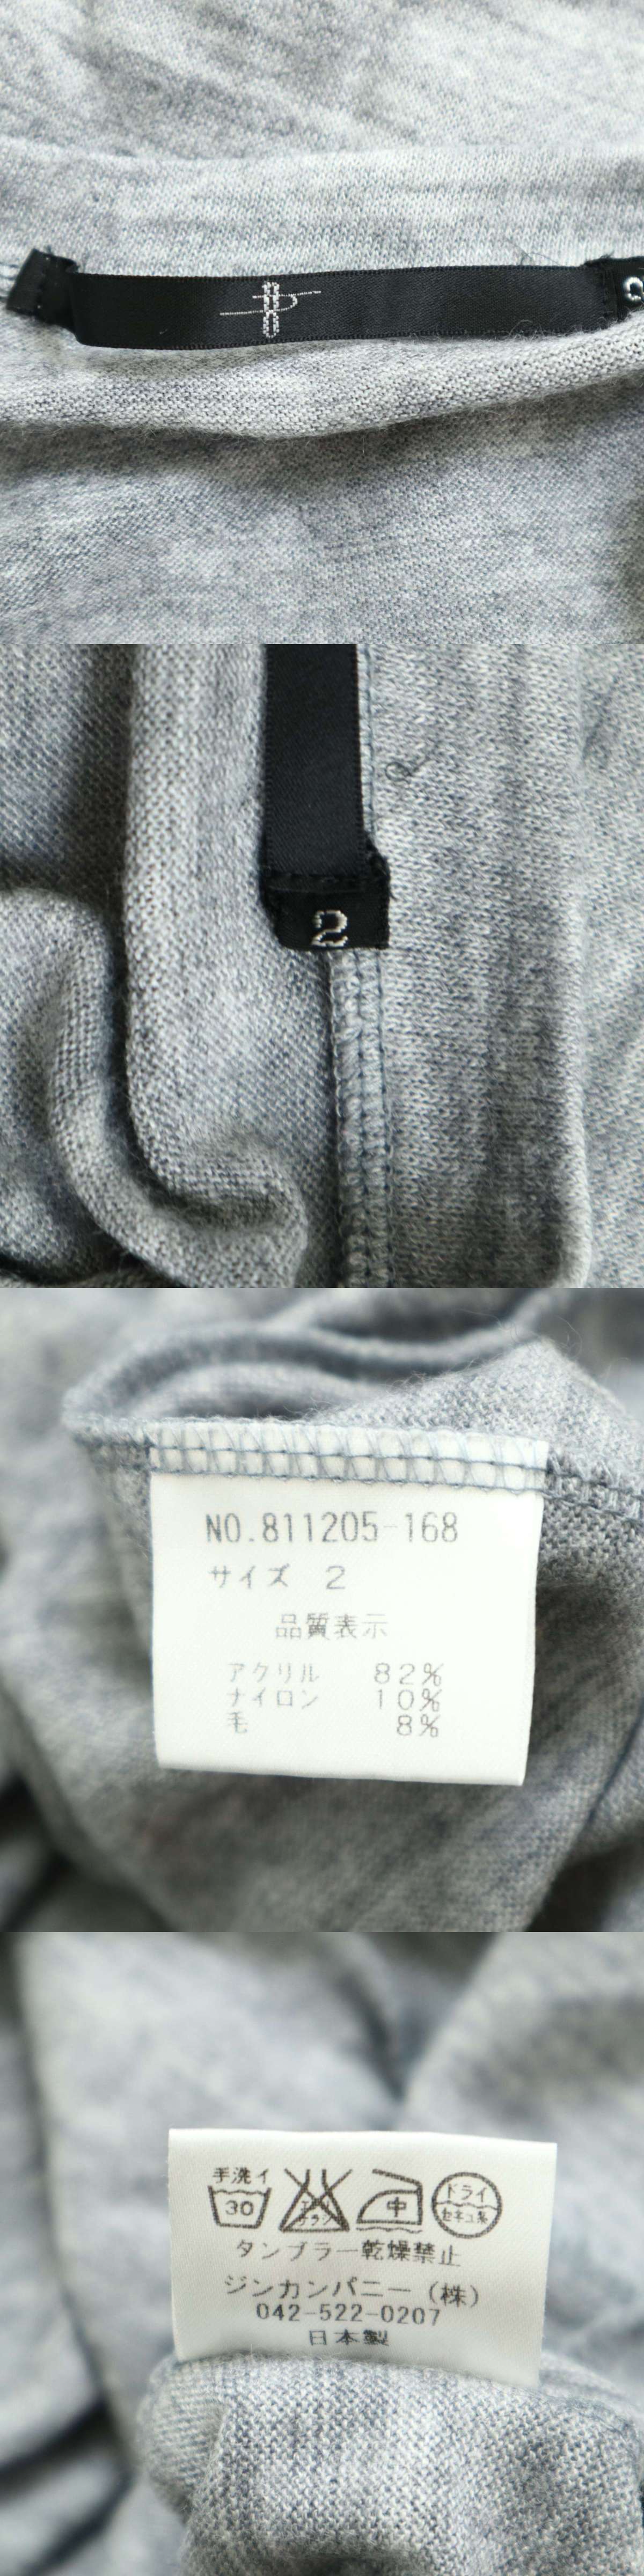 2
NO.811205-168
サイズ 2
品質表示
アクリル 82%
ナイロン 10%
毛 8%
手洗イ
30
中
ドライ
セキユ系
タンブラー乾燥禁止
ジンカンパニー(株)
042-522-0207
日本製